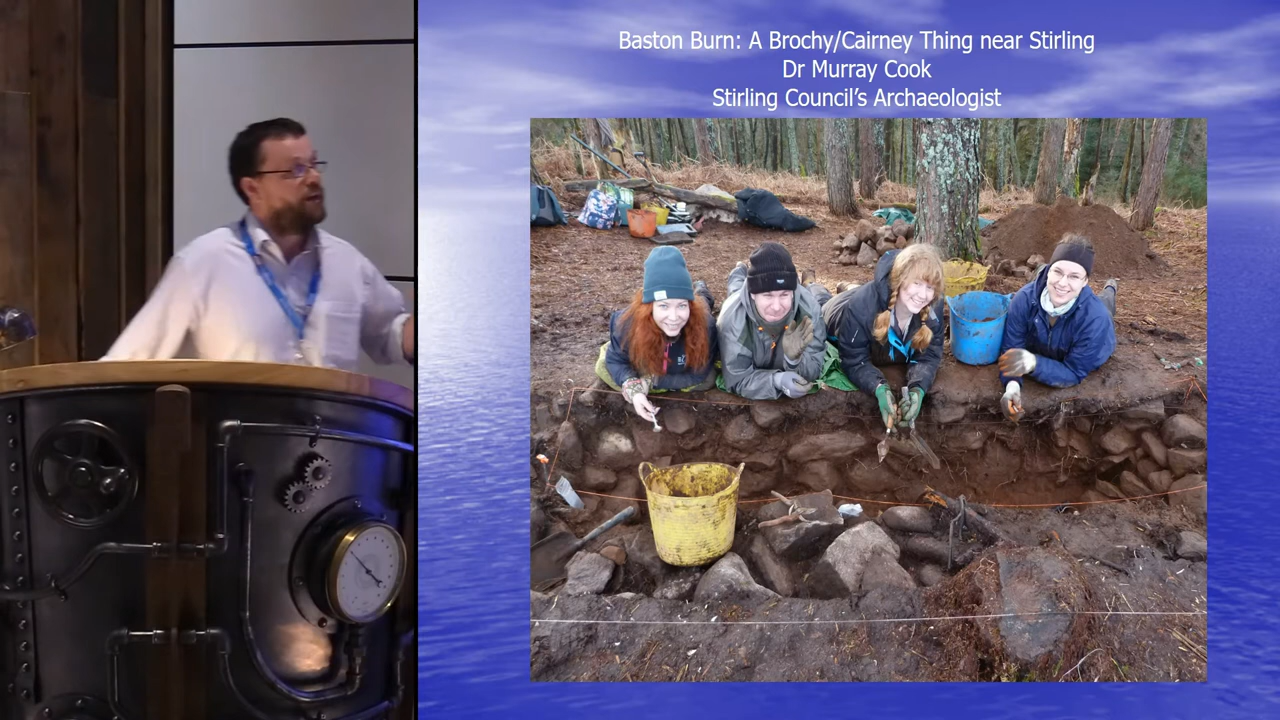 Baston Burn: A Brochy/Cairney Thing near Stirling
Dr Murray Cook
Stirling Council's Archaeologist